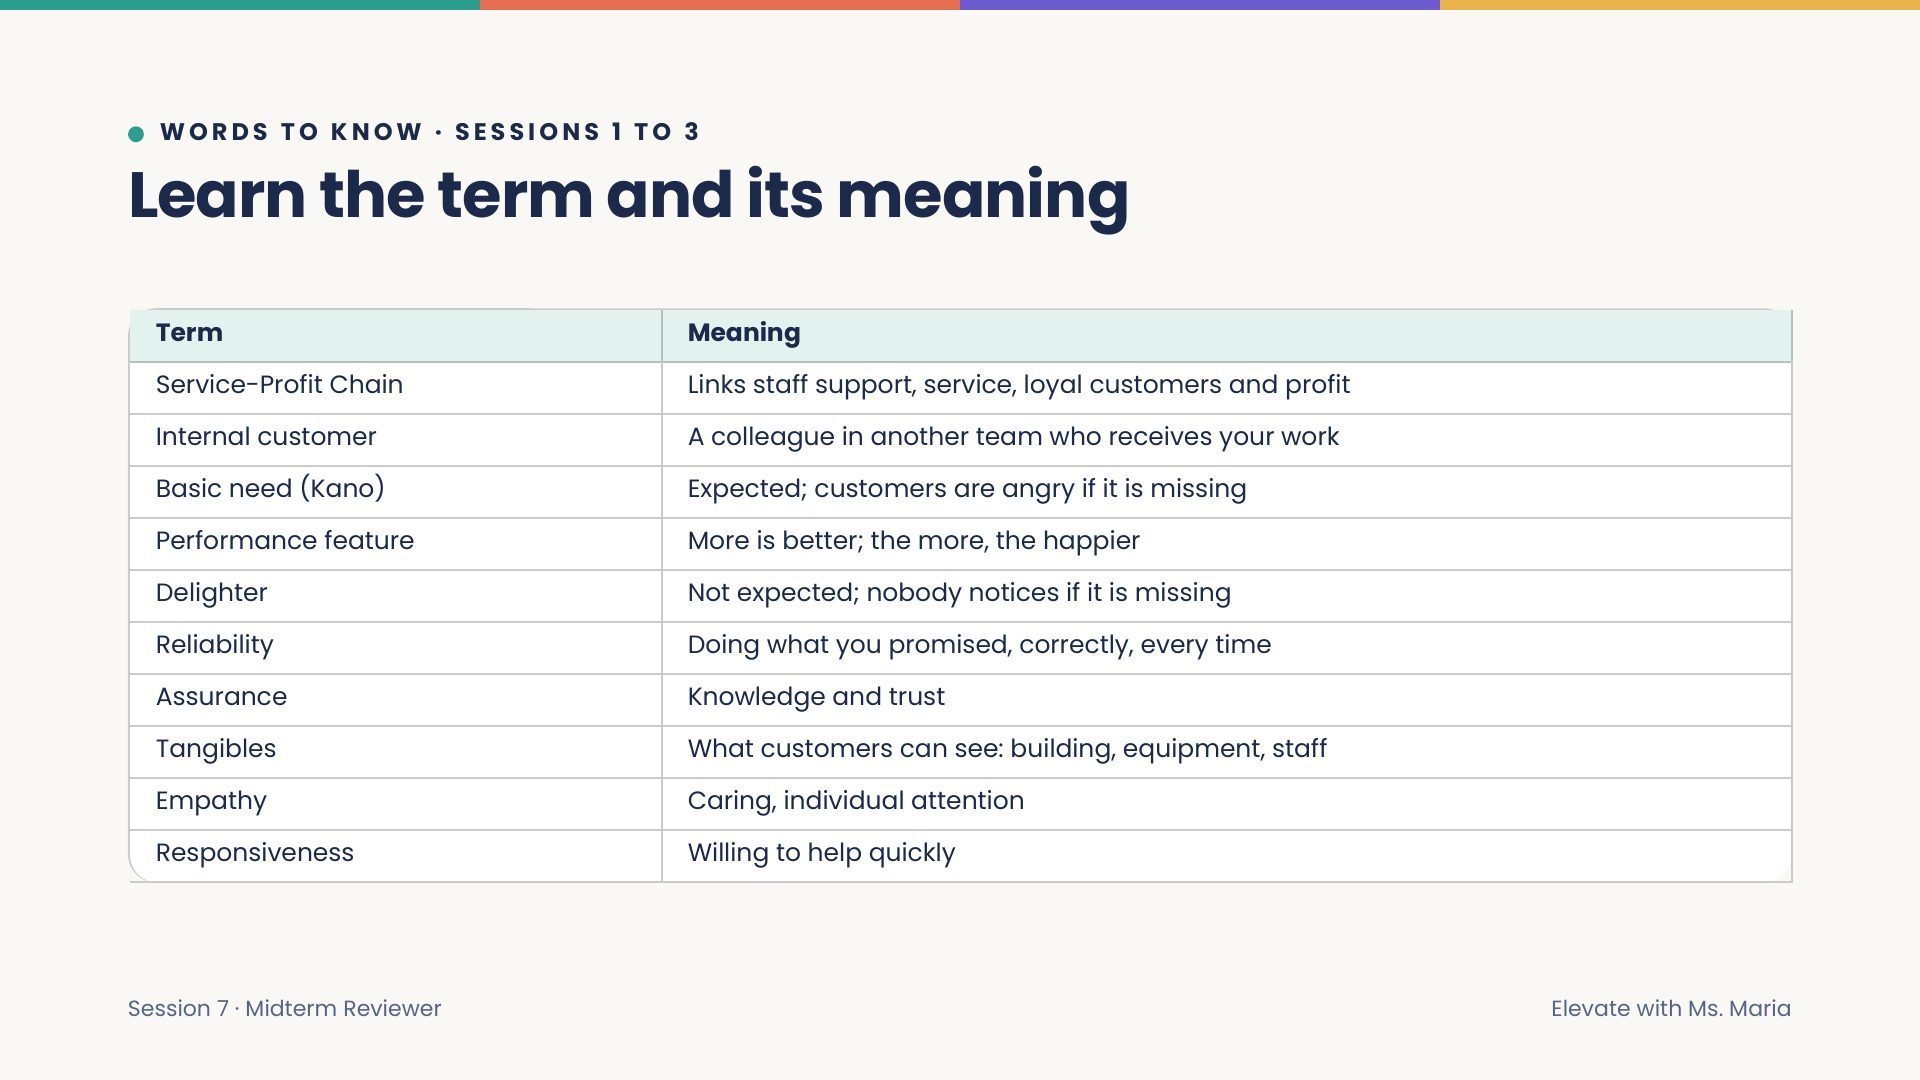 WORDS TO KNOW · SESSIONS 1 TO 3
Learn the term and its meaning
Term Meaning
Service-Profit Chain Links staff support, service, loyal customers and profit
Internal customer A colleague in another team who receives your work
Basic need (Kano) Expected; customers are angry if it is missing
Performance feature More is better; the more, the happier
Delighter Not expected; nobody notices if it is missing
Reliability Doing what you promised, correctly, every time
Assurance Knowledge and trust
Tangibles What customers can see: building, equipment, staff
Empathy Caring, individual attention
Responsiveness Willing to help quickly
Session 7 · Midterm Reviewer Elevate with Ms. Maria